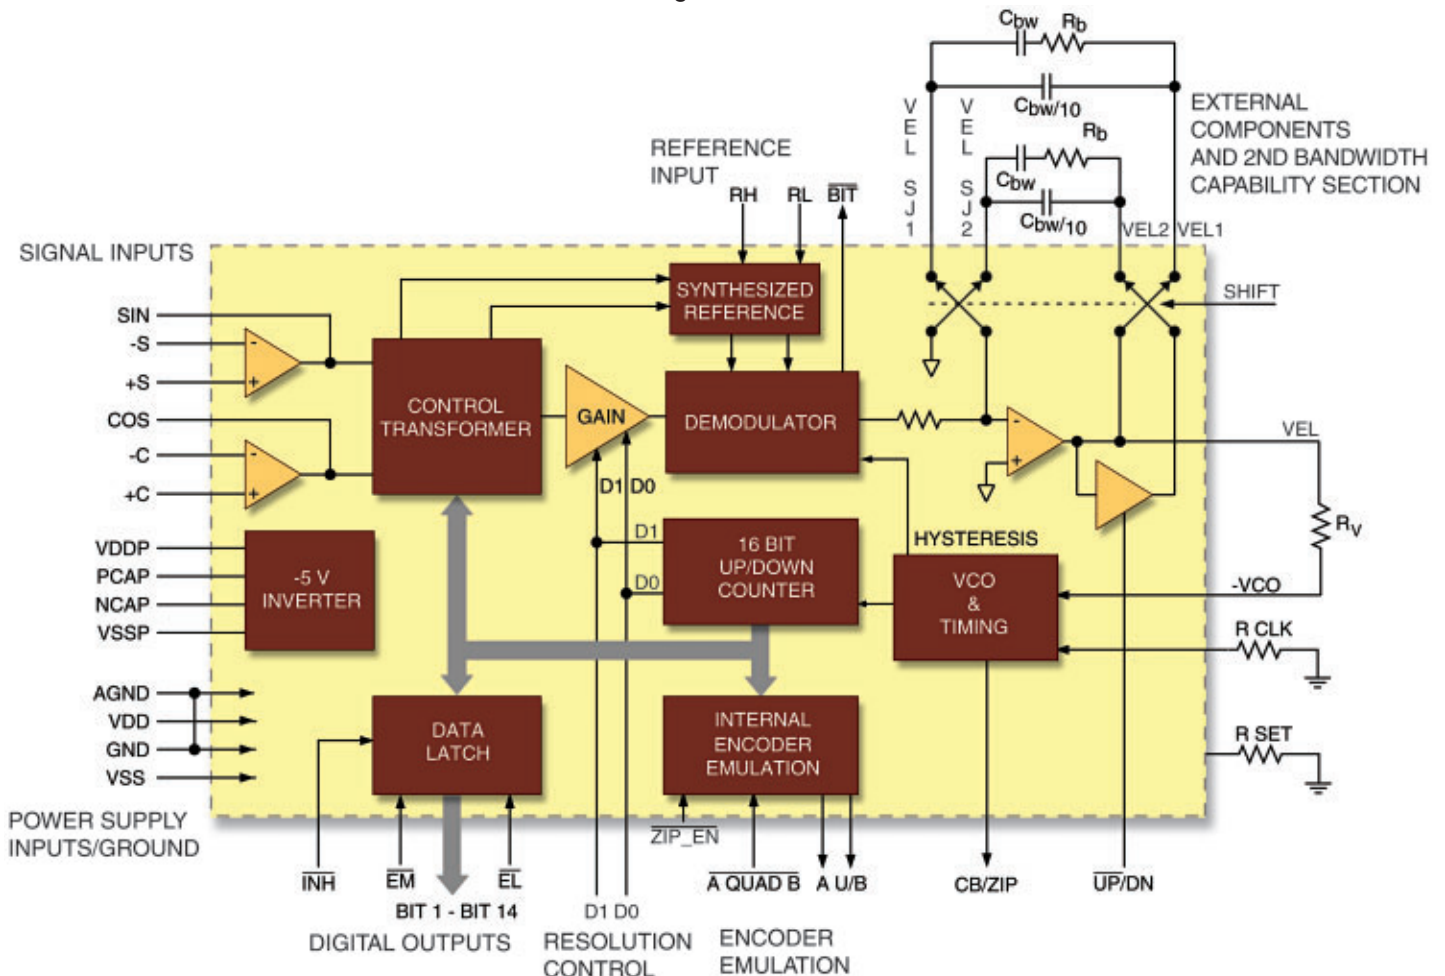 Cbw Rb
Cbw/10
VEL SJ1
VEL SJ2
Rb
Cbw
Cbw/10
EXTERNAL
COMPONENTS
AND 2ND BANDWIDTH
CAPABILITY SECTION
REFERENCE
INPUT
RH RL BIT
VEL2 VEL1
SIGNAL INPUTS
SHIFT
SYNTHESIZED
REFERENCE
SIN
-S
+S
COS
-C
+C
-
+
-
+
CONTROL
TRANSFORMER
GAIN
DEMODULATOR
-
+
VEL
D1 D0
VDDP
PCAP
NCAP
VSSP
-5 V
INVERTER
D1
D0
16 BIT
UP/DOWN
COUNTER
HYSTERESIS
VCO
&
TIMING
RV
-VCO
R CLK
R SET
AGND
VDD
GND
VSS
DATA
LATCH
INTERNAL
ENCODER
EMULATION
POWER SUPPLY
INPUTS/GROUND
ZIP_EN
INH EM EL
A QUAD B A U/B
CB/ZIP
UP/DN
BIT 1 - BIT 14
D1 D0
DIGITAL OUTPUTS
RESOLUTION
CONTROL
ENCODER
EMULATION